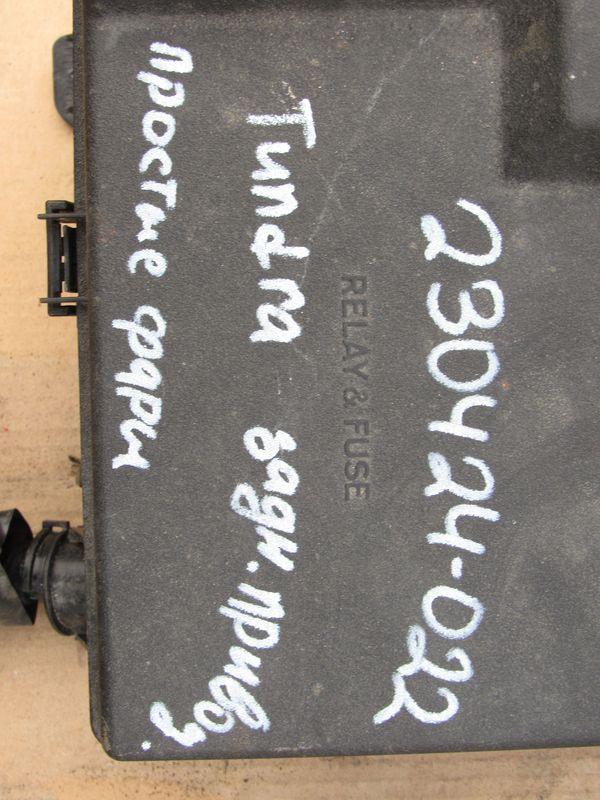 230424-022
RELAY & FUSE
Tundra задн. привод.
простые фары